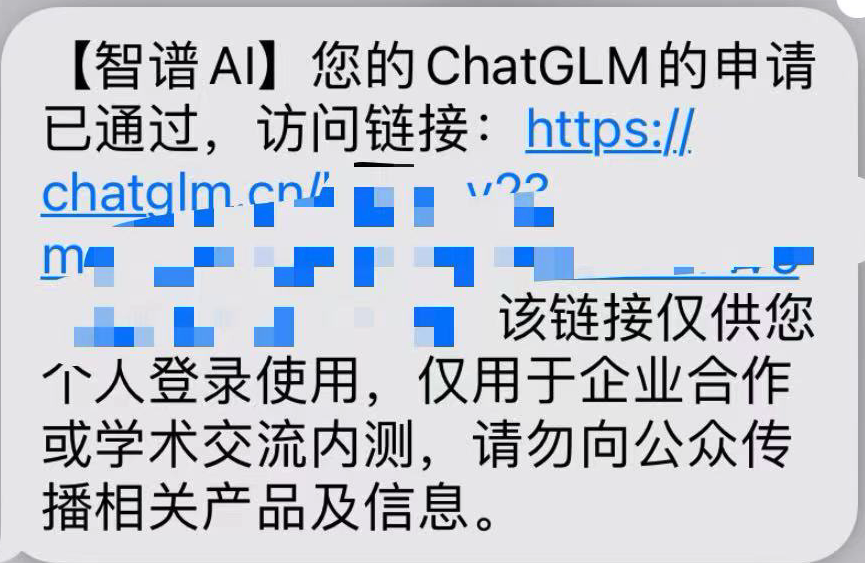 【智谱AI】您的ChatGLM的申请
已通过，访问链接：https://
chatglm.cn/
该链接仅供您
个人登录使用，仅用于企业合作
或学术交流内测，请勿向公众传
播相关产品及信息。